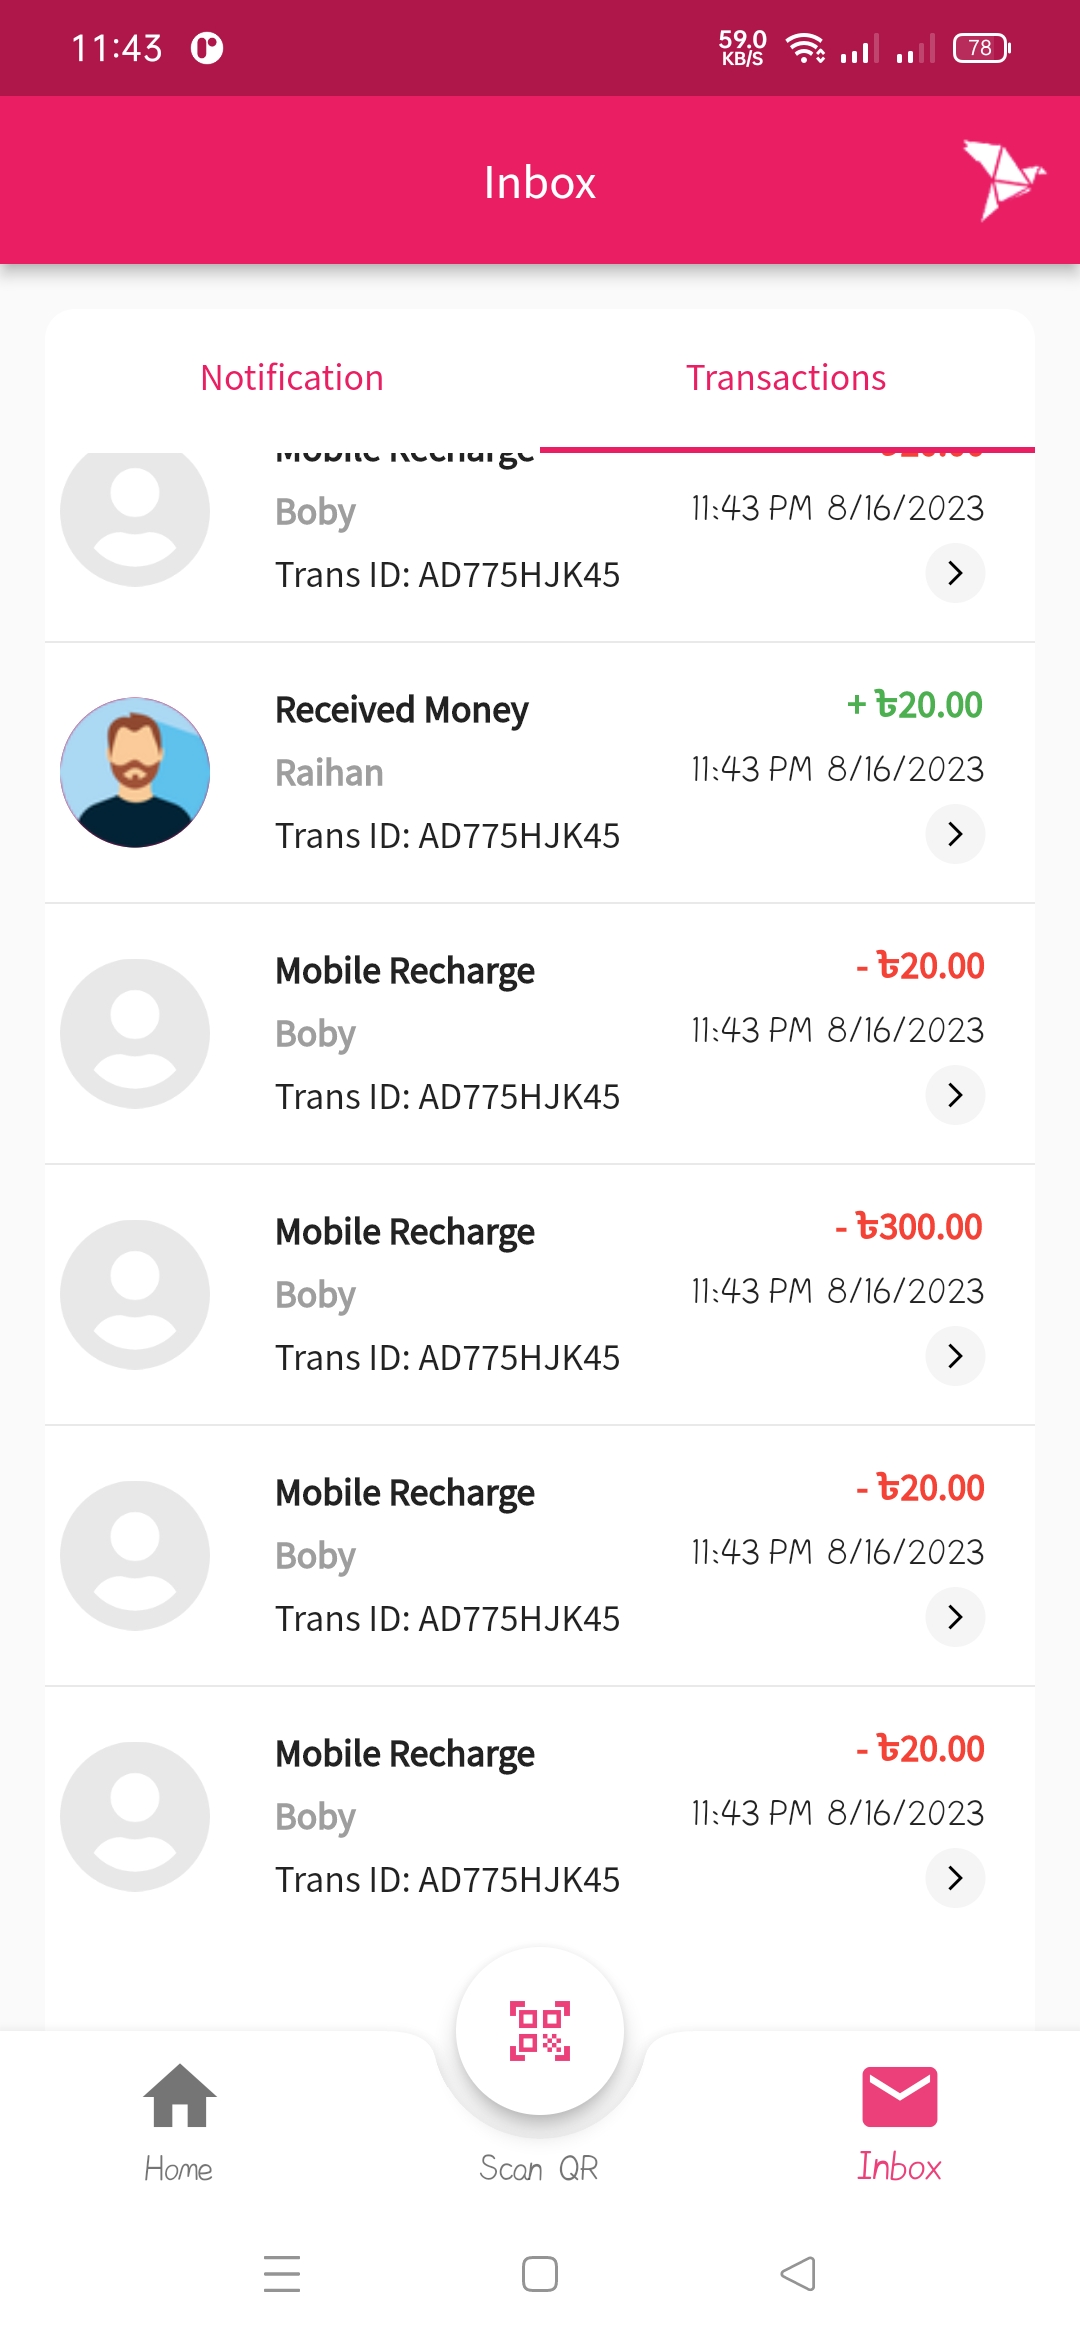 11:43
59.0
KB/S
78
Inbox
Notification Transactions
Mobile Recharge
Boby 11:43 PM 8/16/2023
Trans ID: AD775HJK45
Received Money + ৳20.00
Raihan 11:43 PM 8/16/2023
Trans ID: AD775HJK45
Mobile Recharge - ৳20.00
Boby 11:43 PM 8/16/2023
Trans ID: AD775HJK45
Mobile Recharge - ৳300.00
Boby 11:43 PM 8/16/2023
Trans ID: AD775HJK45
Mobile Recharge - ৳20.00
Boby 11:43 PM 8/16/2023
Trans ID: AD775HJK45
Mobile Recharge - ৳20.00
Boby 11:43 PM 8/16/2023
Trans ID: AD775HJK45
Home Scan QR Inbox